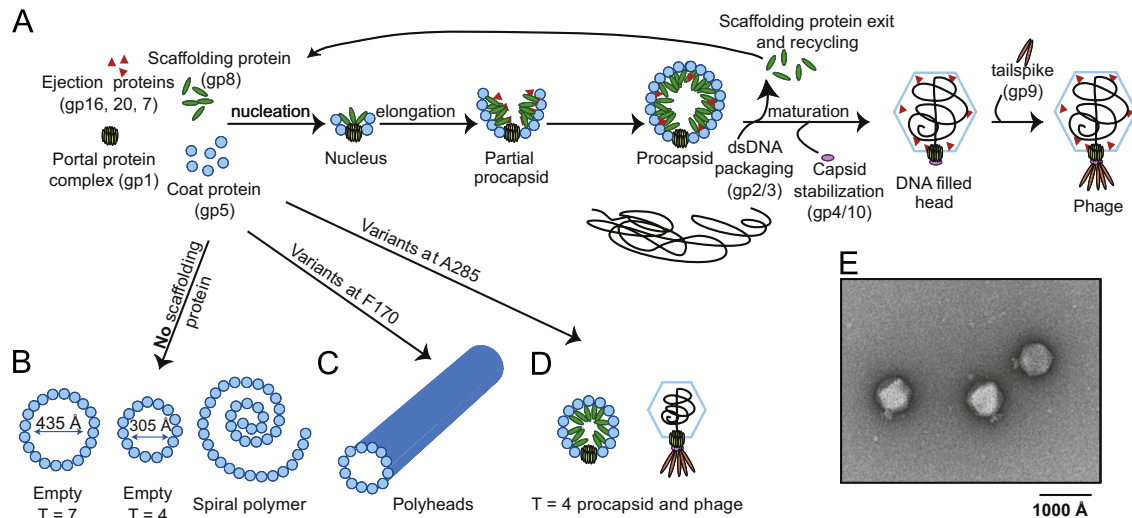 A
Scaffolding protein
(gp8)
Ejection proteins
(gp16, 20, 7)
Portal protein
complex (gp1)
Coat protein
(gp5)
nucleation
Nucleus
elongation
Partial
procapsid
Procapsid
Scaffolding protein exit
and recycling
maturation
dsDNA
packaging
(gp2/3)
Capsid
stabilization
(gp4/10)
DNA filled
head
tailspike
(gp9)
Phage
No scaffolding
protein
Variants at F170
Variants at A285
B
435 Å
Empty
T = 7
305 Å
Empty
T = 4
Spiral polymer
C
Polyheads
D
T = 4 procapsid and phage
E
1000 Å